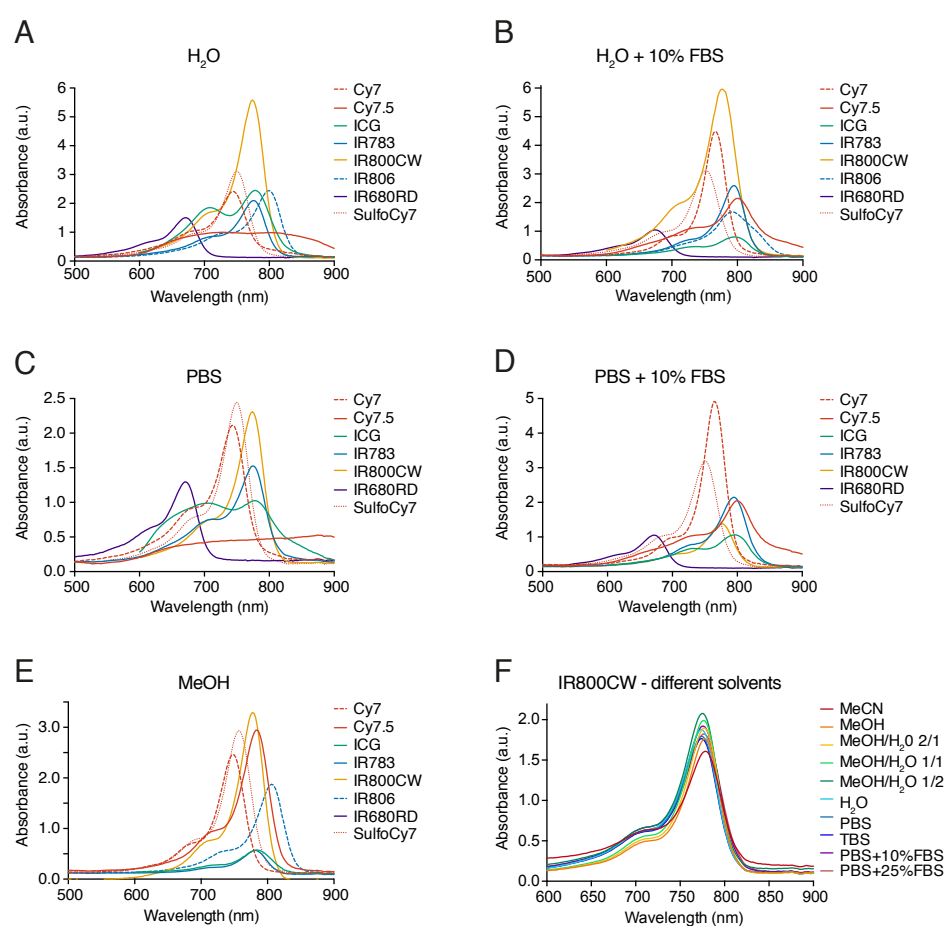 A
H2O
6
5
4
3
2
1
0
500 600 700 800 900
Absorbance (a.u.)
Wavelength (nm)
Cy7
Cy7.5
ICG
IR783
IR800CW
IR806
IR680RD
SulfoCy7
B
H2O + 10% FBS
6
5
4
3
2
1
0
500 600 700 800 900
Absorbance (a.u.)
Wavelength (nm)
Cy7
Cy7.5
ICG
IR783
IR800CW
IR806
IR680RD
SulfoCy7
C
PBS
2.5
2.0
1.5
1.0
0.5
0.0
500 600 700 800 900
Absorbance (a.u.)
Wavelength (nm)
Cy7
Cy7.5
ICG
IR783
IR800CW
IR680RD
SulfoCy7
D
PBS + 10% FBS
5
4
3
2
1
0
500 600 700 800 900
Absorbance (a.u.)
Wavelength (nm)
Cy7
Cy7.5
ICG
IR783
IR800CW
IR680RD
SulfoCy7
E
MeOH
3.0
2.0
1.0
0.0
500 600 700 800 900
Absorbance (a.u.)
Wavelength (nm)
Cy7
Cy7.5
ICG
IR783
IR800CW
IR806
IR680RD
SulfoCy7
F
IR800CW - different solvents
2.0
1.5
1.0
0.5
0.0
600 650 700 750 800 850 900
Absorbance (a.u.)
Wavelength (nm)
MeCN
MeOH
MeOH/H20 2/1
MeOH/H2O 1/1
MeOH/H2O 1/2
H2O
PBS
TBS
PBS+10%FBS
PBS+25%FBS